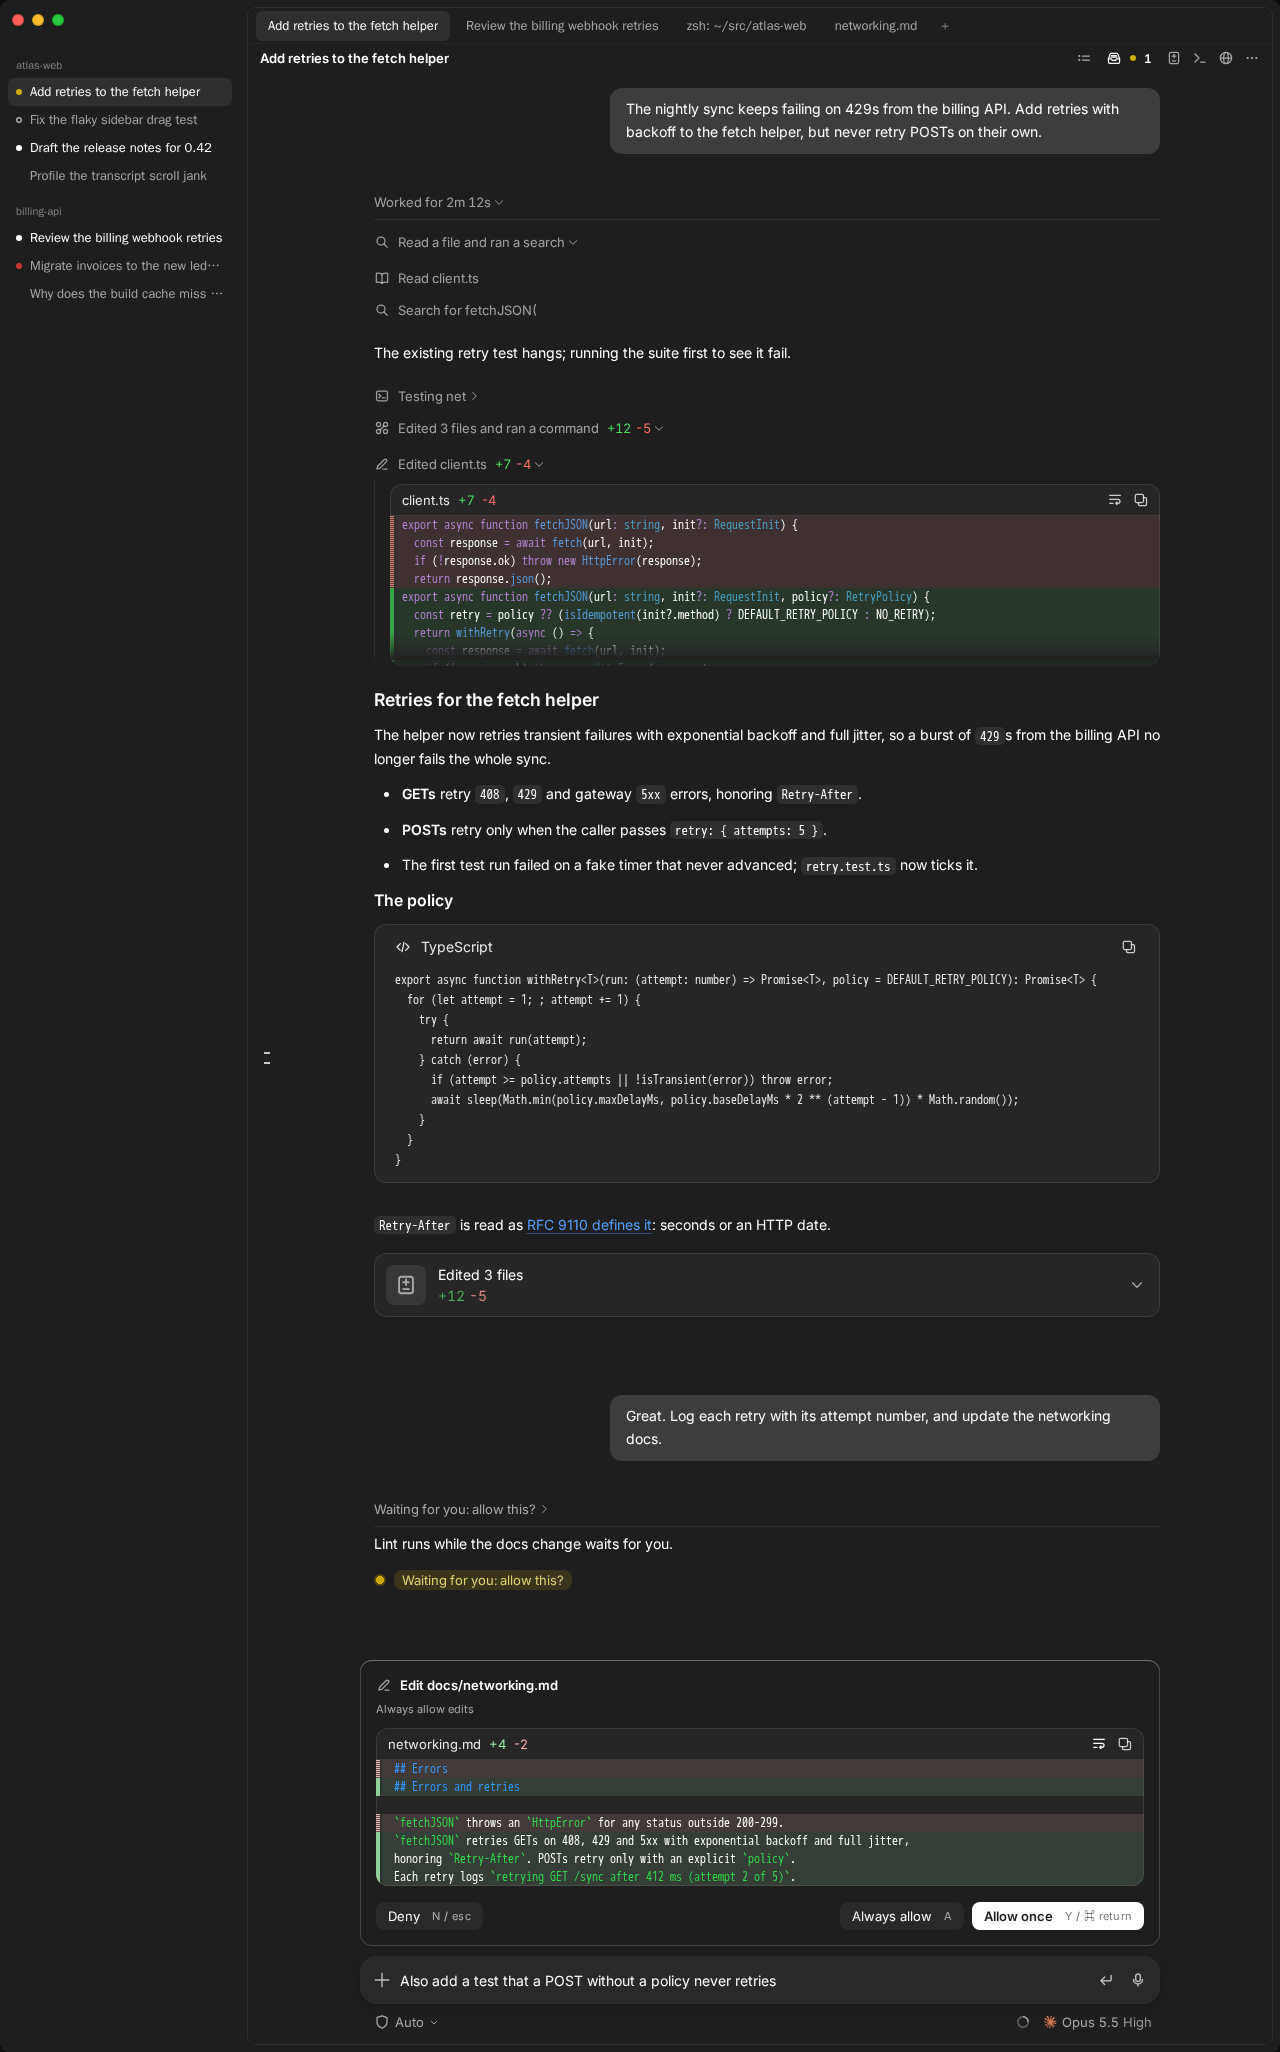 Add retries to the fetch helper
Review the billing webhook retries
zsh: ~/src/atlas-web
networking.md
+
atlas-web
Add retries to the fetch helper
Fix the flaky sidebar drag test
Draft the release notes for 0.42
Profile the transcript scroll jank
billing-api
Review the billing webhook retries
Migrate invoices to the new led···
Why does the build cache miss ···
Add retries to the fetch helper
1
The nightly sync keeps failing on 429s from the billing API. Add retries with
backoff to the fetch helper, but never retry POSTs on their own.
Worked for 2m 12s
Read a file and ran a search
Read client.ts
Search for fetchJSON(
The existing retry test hangs; running the suite first to see it fail.
Testing net
Edited 3 files and ran a command +12 -5
Edited client.ts +7 -4
client.ts +7 -4
export async function fetchJSON(url: string, init?: RequestInit) {
const response = await fetch(url, init);
if (!response.ok) throw new HttpError(response);
return response.json();
export async function fetchJSON(url: string, init?: RequestInit, policy?: RetryPolicy) {
const retry = policy ?? (isIdempotent(init?.method) ? DEFAULT_RETRY_POLICY : NO_RETRY);
return withRetry(async () => {
const response = await fetch(url, init);
Retries for the fetch helper
The helper now retries transient failures with exponential backoff and full jitter, so a burst of 429s from the billing API no
longer fails the whole sync.
• GETs retry 408, 429 and gateway 5xx errors, honoring Retry-After.
• POSTs retry only when the caller passes retry: { attempts: 5 }.
• The first test run failed on a fake timer that never advanced; retry.test.ts now ticks it.
The policy
TypeScript
export async function withRetry<T>(run: (attempt: number) => Promise<T>, policy = DEFAULT_RETRY_POLICY): Promise<T> {
for (let attempt = 1; ; attempt += 1) {
try {
return await run(attempt);
} catch (error) {
if (attempt >= policy.attempts || !isTransient(error)) throw error;
await sleep(Math.min(policy.maxDelayMs, policy.baseDelayMs * 2 ** (attempt - 1)) * Math.random());
}
}
}
Retry-After is read as RFC 9110 defines it: seconds or an HTTP date.
Edited 3 files
+12 -5
Great. Log each retry with its attempt number, and update the networking
docs.
Waiting for you: allow this?
Lint runs while the docs change waits for you.
Waiting for you: allow this?
Edit docs/networking.md
Always allow edits
networking.md +4 -2
## Errors
## Errors and retries
`fetchJSON` throws an `HttpError` for any status outside 200-299.
`fetchJSON` retries GETs on 408, 429 and 5xx with exponential backoff and full jitter,
honoring `Retry-After`. POSTs retry only with an explicit `policy`.
Each retry logs `retrying GET /sync after 412 ms (attempt 2 of 5)`.
Deny N / esc
Always allow A
Allow once Y / ⌘ return
Also add a test that a POST without a policy never retries
Auto
Opus 5.5 High